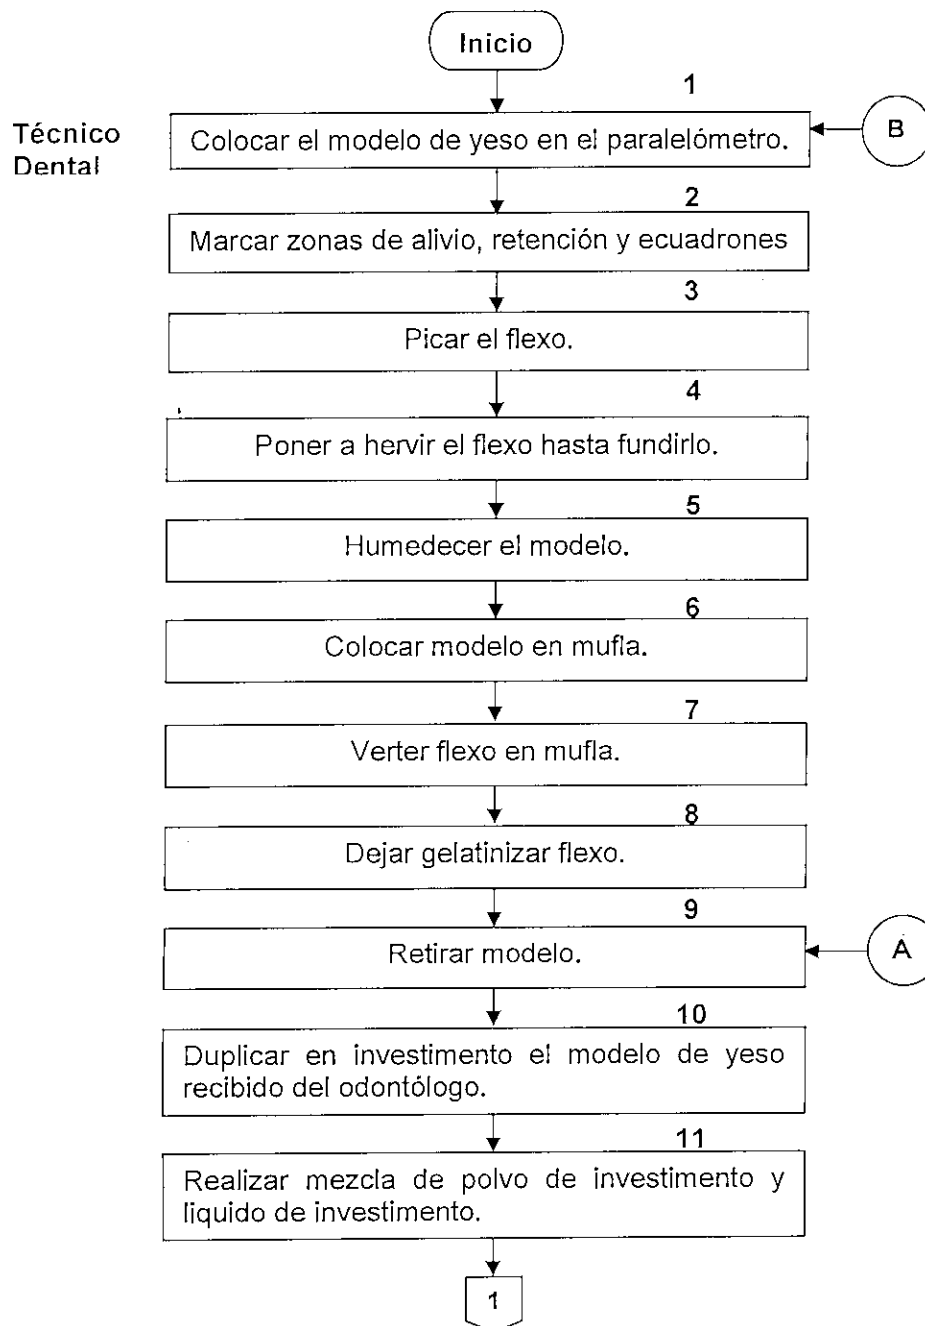 Inicio
1
Técnico
Dental
Colocar el modelo de yeso en el paralelómetro.
B
2
Marcar zonas de alivio, retención y ecuadrones
3
Picar el flexo.
4
Poner a hervir el flexo hasta fundirlo.
5
Humedecer el modelo.
6
Colocar modelo en mufla.
7
Verter flexo en mufla.
8
Dejar gelatinizar flexo.
9
Retirar modelo.
A
10
Duplicar en investimento el modelo de yeso
recibido del odontólogo.
11
Realizar mezcla de polvo de investimento y
liquido de investimento.
1